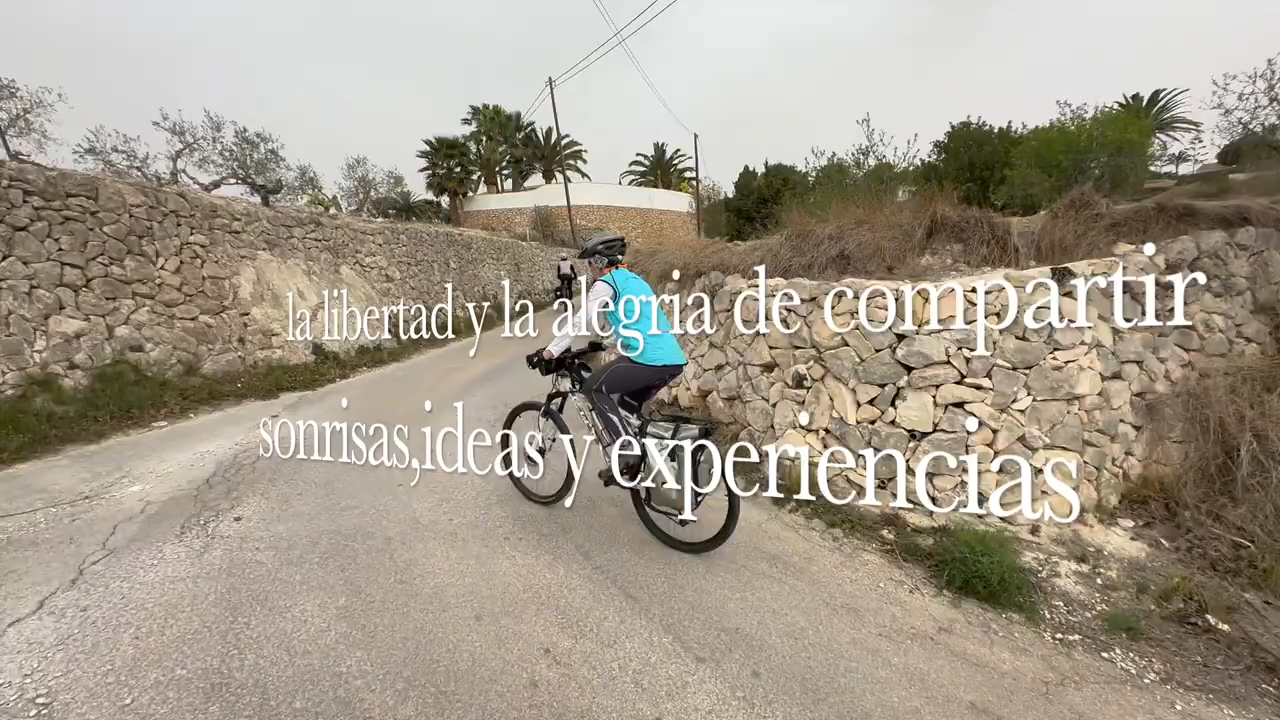 la libertad y la alegria de compartir
sonrisas,ideas y experiencias